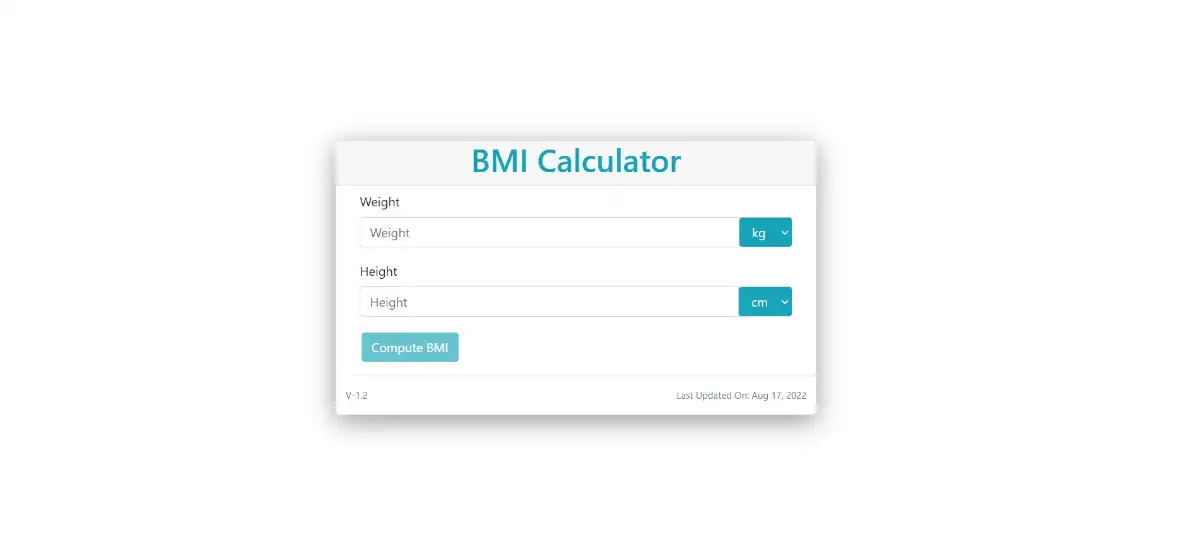 BMI Calculator
Weight
Weight kg
Height
Height cm
Compute BMI
V-1.2 Last Updated On: Aug 17, 2022